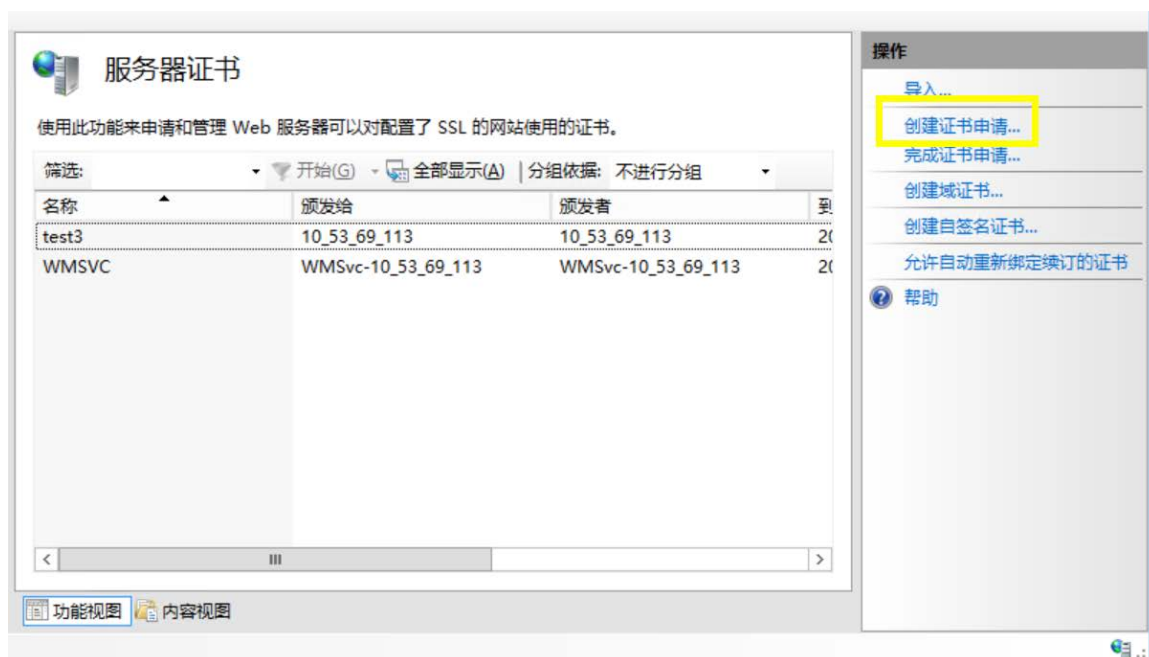 服务器证书
使用此功能来申请和管理 Web 服务器可以对配置了 SSL 的网站使用的证书。
筛选: 开始(G) 全部显示(A) 分组依据: 不进行分组
名称 颁发给 颁发者 到
test3 10_53_69_113 10_53_69_113 20
WMSVC WMSvc-10_53_69_113 WMSvc-10_53_69_113 20
功能视图 内容视图
操作
导入...
创建证书申请...
完成证书申请...
创建域证书...
创建自签名证书...
允许自动重新绑定续订的证书
帮助